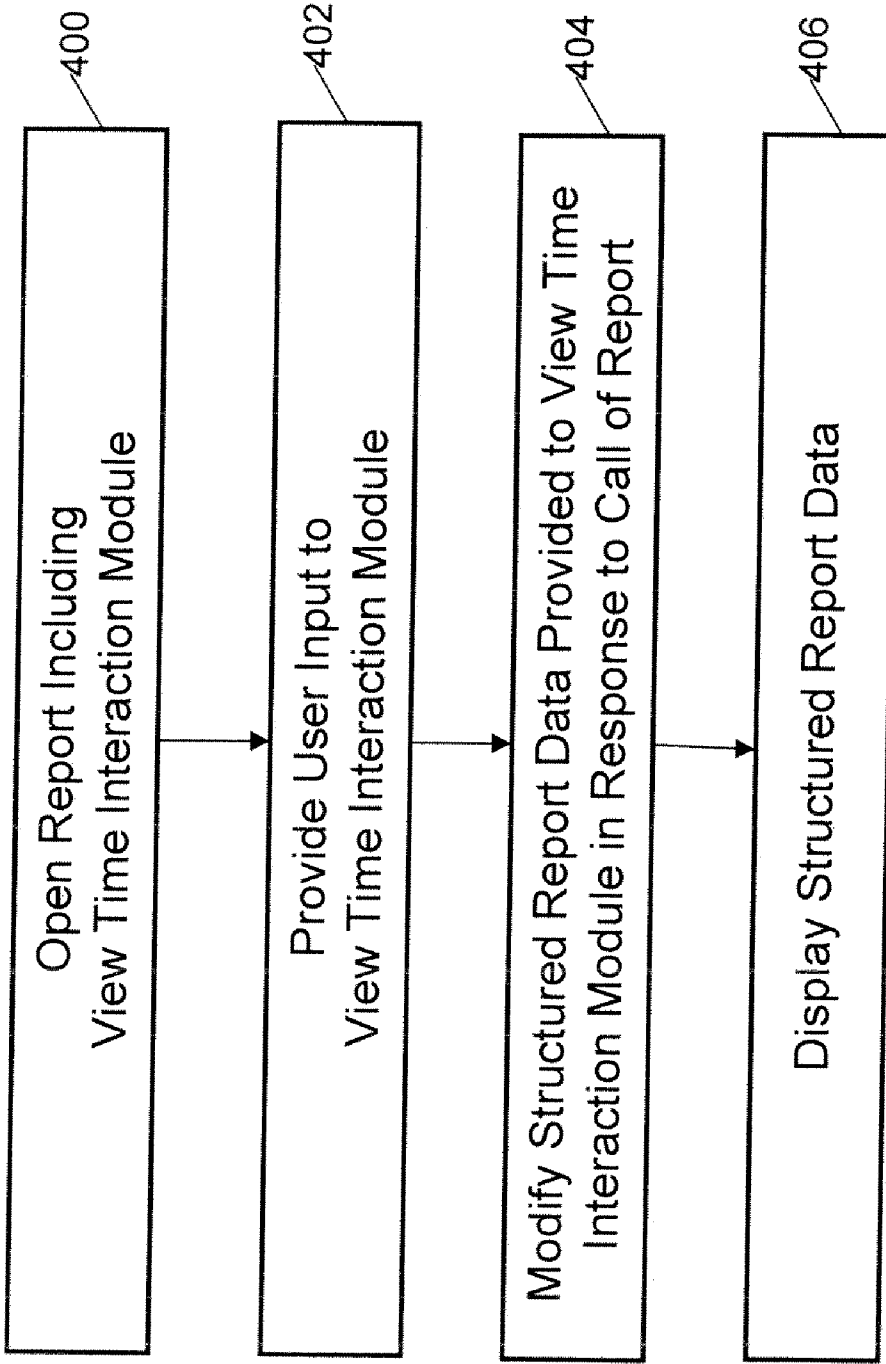 Open Report Including
View Time Interaction Module
400
Provide User Input to
View Time Interaction Module
402
Modify Structured Report Data Provided to View Time
Interaction Module in Response to Call of Report
404
Display Structured Report Data
406